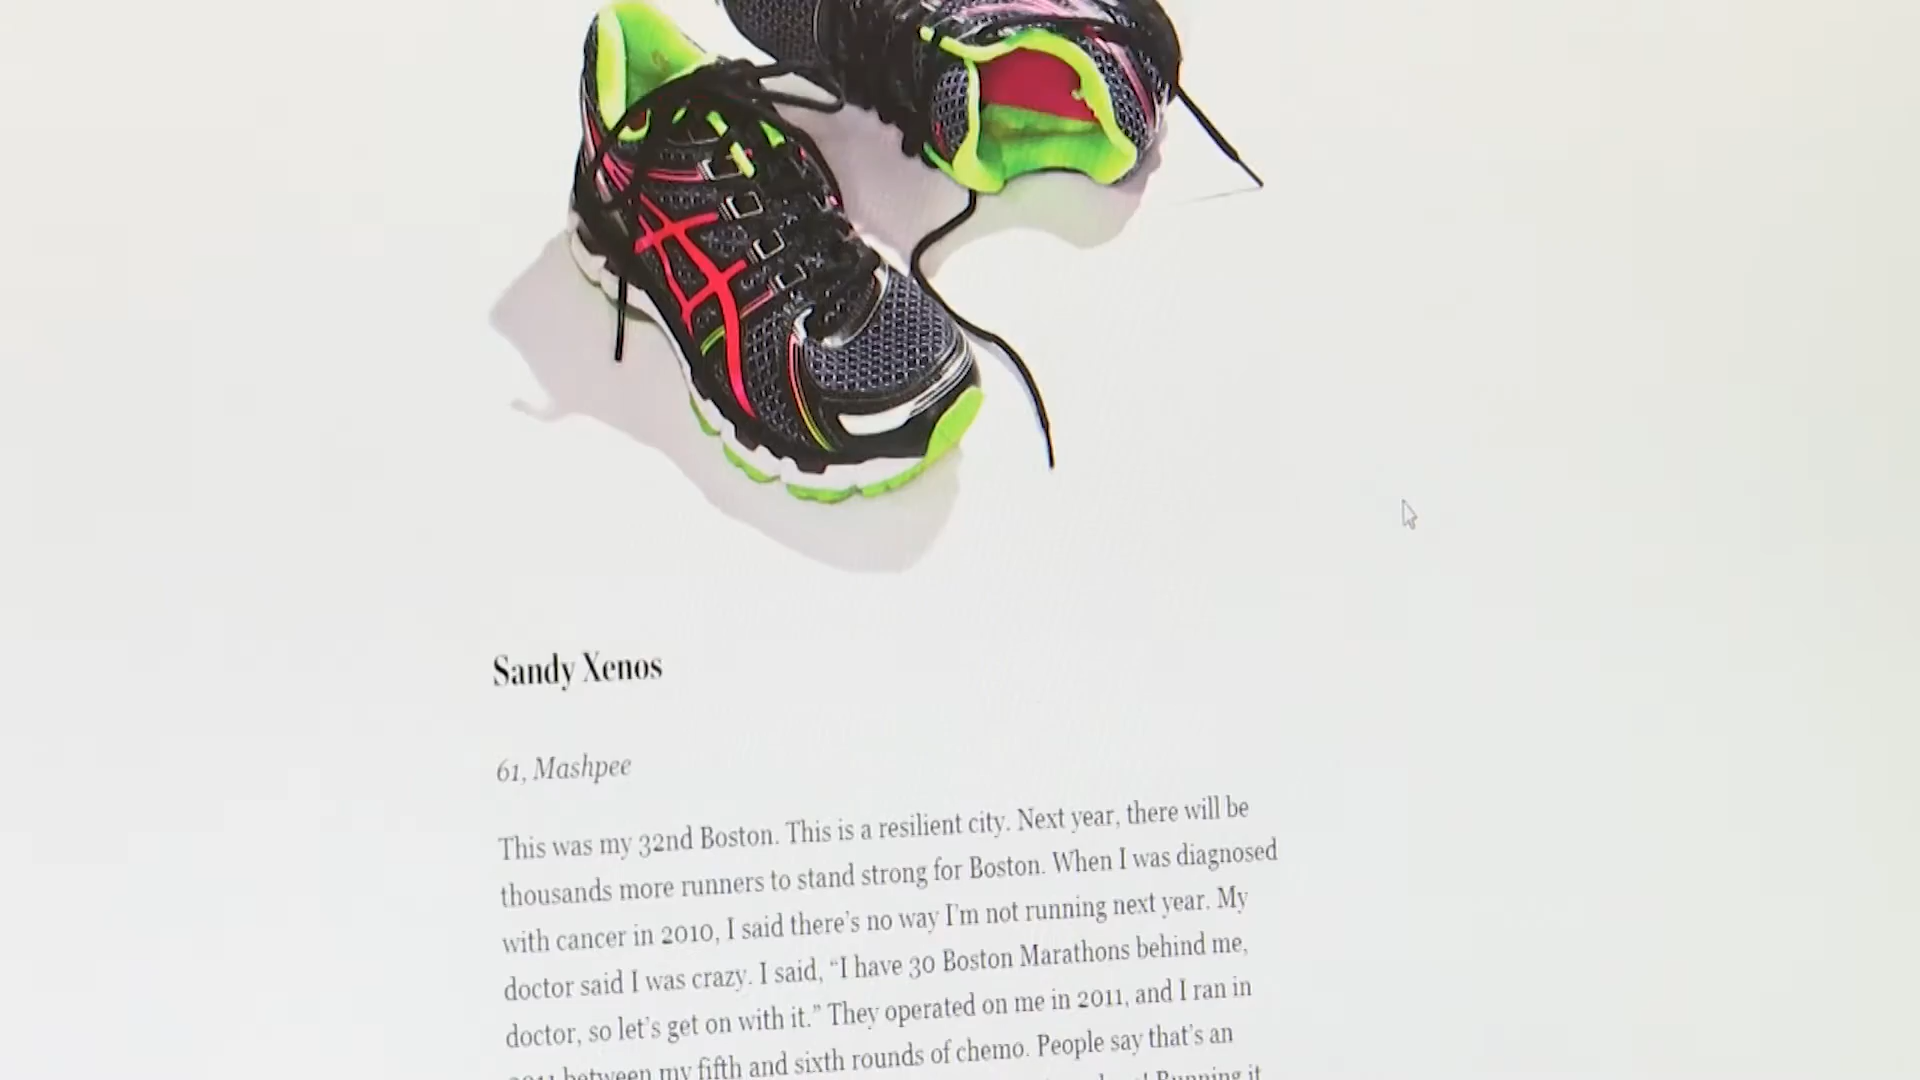 Sandy Xenos
61, Mashpee
This was my 32nd Boston. This is a resilient city. Next year, there will be
thousands more runners to stand strong for Boston. When I was diagnosed
with cancer in 2010, I said there's no way I'm not running next year. My
doctor said I was crazy. I said, “I have 30 Boston Marathons behind me,
doctor, so let's get on with it.” They operated on me in 2011, and I ran in
2011 between my fifth and sixth rounds of chemo. People say that's an
Running it